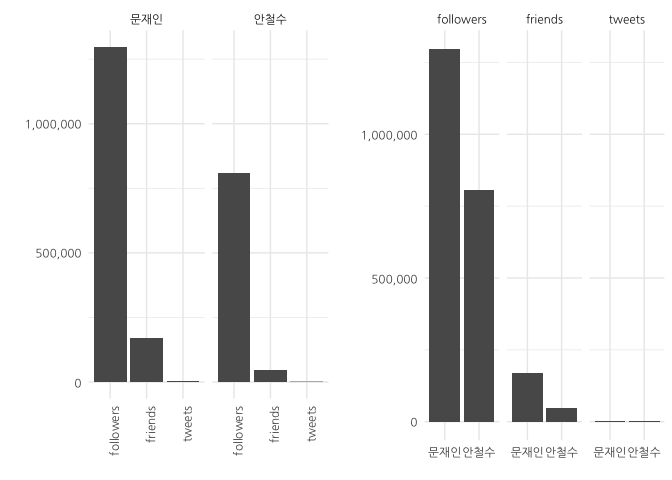 문재인 안철수
1,000,000
500,000
0
followers friends tweets followers friends tweets
followers friends tweets
1,000,000
500,000
0
문재인 안철수 문재인 안철수 문재인 안철수